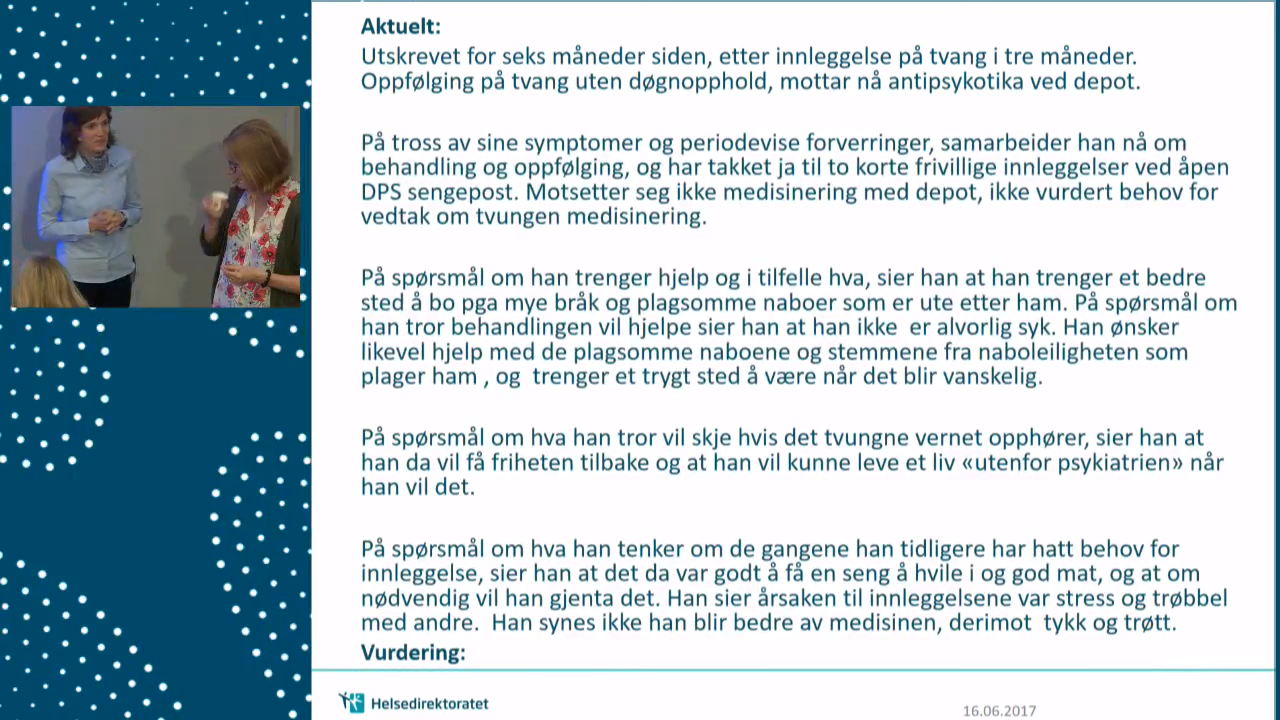 Aktuelt:
Utskrevet for seks måneder siden, etter innleggelse på tvang i tre måneder.
Oppfølging på tvang uten døgnopphold, mottar nå antipsykotika ved depot.
På tross av sine symptomer og periodevise forverringer, samarbeider han nå om
behandling og oppfølging, og har takket ja til to korte frivillige innleggelser ved åpen
DPS sengepost. Motsetter seg ikke medisinering med depot, ikke vurdert behov for
vedtak om tvungen medisinering.
På spørsmål om han trenger hjelp og i tilfelle hva, sier han at han trenger et bedre
sted å bo pga mye bråk og plagsomme naboer som er ute etter ham. På spørsmål om
han tror behandlingen vil hjelpe sier han at han ikke  er alvorlig syk. Han ønsker
likevel hjelp med de plagsomme naboene og stemmene fra naboleiligheten som
plager ham , og  trenger et trygt sted å være når det blir vanskelig.
På spørsmål om hva han tror vil skje hvis det tvungne vernet opphører, sier han at
han da vil få friheten tilbake og at han vil kunne leve et liv «utenfor psykiatrien» når
han vil det.
På spørsmål om hva han tenker om de gangene han tidligere har hatt behov for
innleggelse, sier han at det da var godt å få en seng å hvile i og god mat, og at om
nødvendig vil han gjenta det. Han sier årsaken til innleggelsene var stress og trøbbel
med andre.  Han synes ikke han blir bedre av medisinen, derimot  tykk og trøtt.
Vurdering:
Helsedirektoratet
16.06.2017